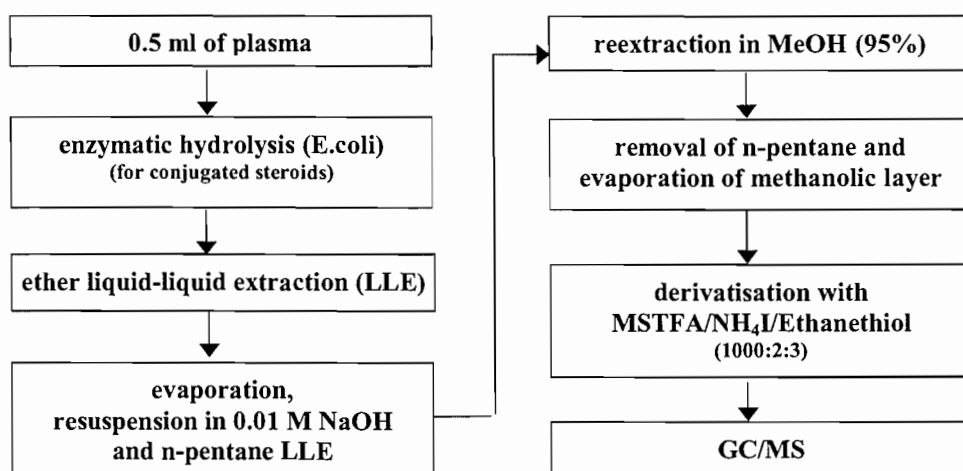 0.5 ml of plasma
enzymatic hydrolysis (E.coli)
(for conjugated steroids)
ether liquid-liquid extraction (LLE)
evaporation,
resuspension in 0.01 M NaOH
and n-pentane LLE
reextraction in MeOH (95%)
removal of n-pentane and
evaporation of methanolic layer
derivatisation with
MSTFA/NH₄I/Ethanethiol
(1000:2:3)
GC/MS